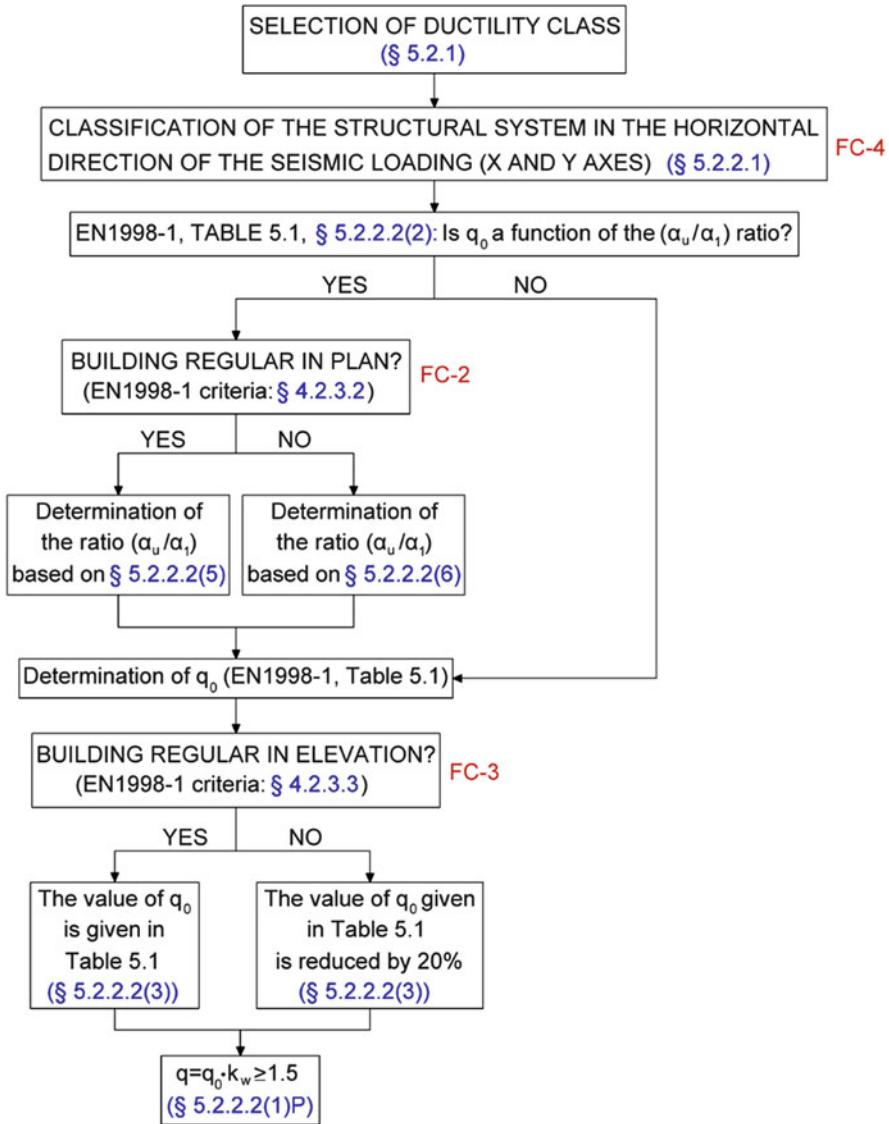 SELECTION OF DUCTILITY CLASS
(§ 5.2.1)
CLASSIFICATION OF THE STRUCTURAL SYSTEM IN THE HORIZONTAL
DIRECTION OF THE SEISMIC LOADING (X AND Y AXES) (§ 5.2.2.1)
FC-4
EN1998-1, TABLE 5.1, § 5.2.2.2(2): Is q₀ a function of the (αᵤ/α₁) ratio?
YES NO
BUILDING REGULAR IN PLAN?
(EN1998-1 criteria: § 4.2.3.2)
FC-2
YES NO
Determination of
the ratio (αᵤ/α₁)
based on § 5.2.2.2(5)
Determination of
the ratio (αᵤ/α₁)
based on § 5.2.2.2(6)
Determination of q₀ (EN1998-1, Table 5.1)
BUILDING REGULAR IN ELEVATION?
(EN1998-1 criteria: § 4.2.3.3)
FC-3
YES NO
The value of q₀
is given in
Table 5.1
(§ 5.2.2.2(3))
The value of q₀ given
in Table 5.1
is reduced by 20%
(§ 5.2.2.2(3))
q=q₀·k_w≥1.5
(§ 5.2.2.2(1)P)